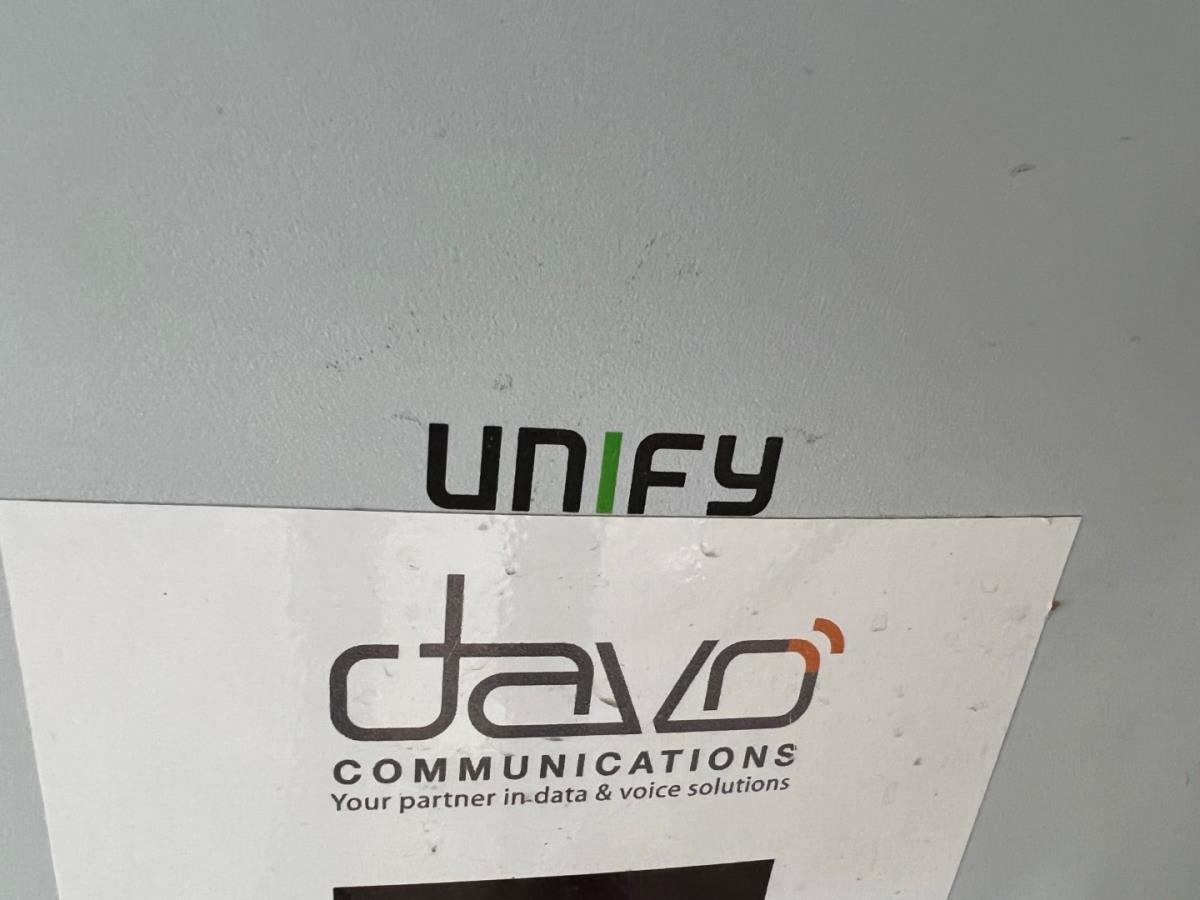 UNIFY
davo
COMMUNICATIONS
Your partner in data & voice solutions